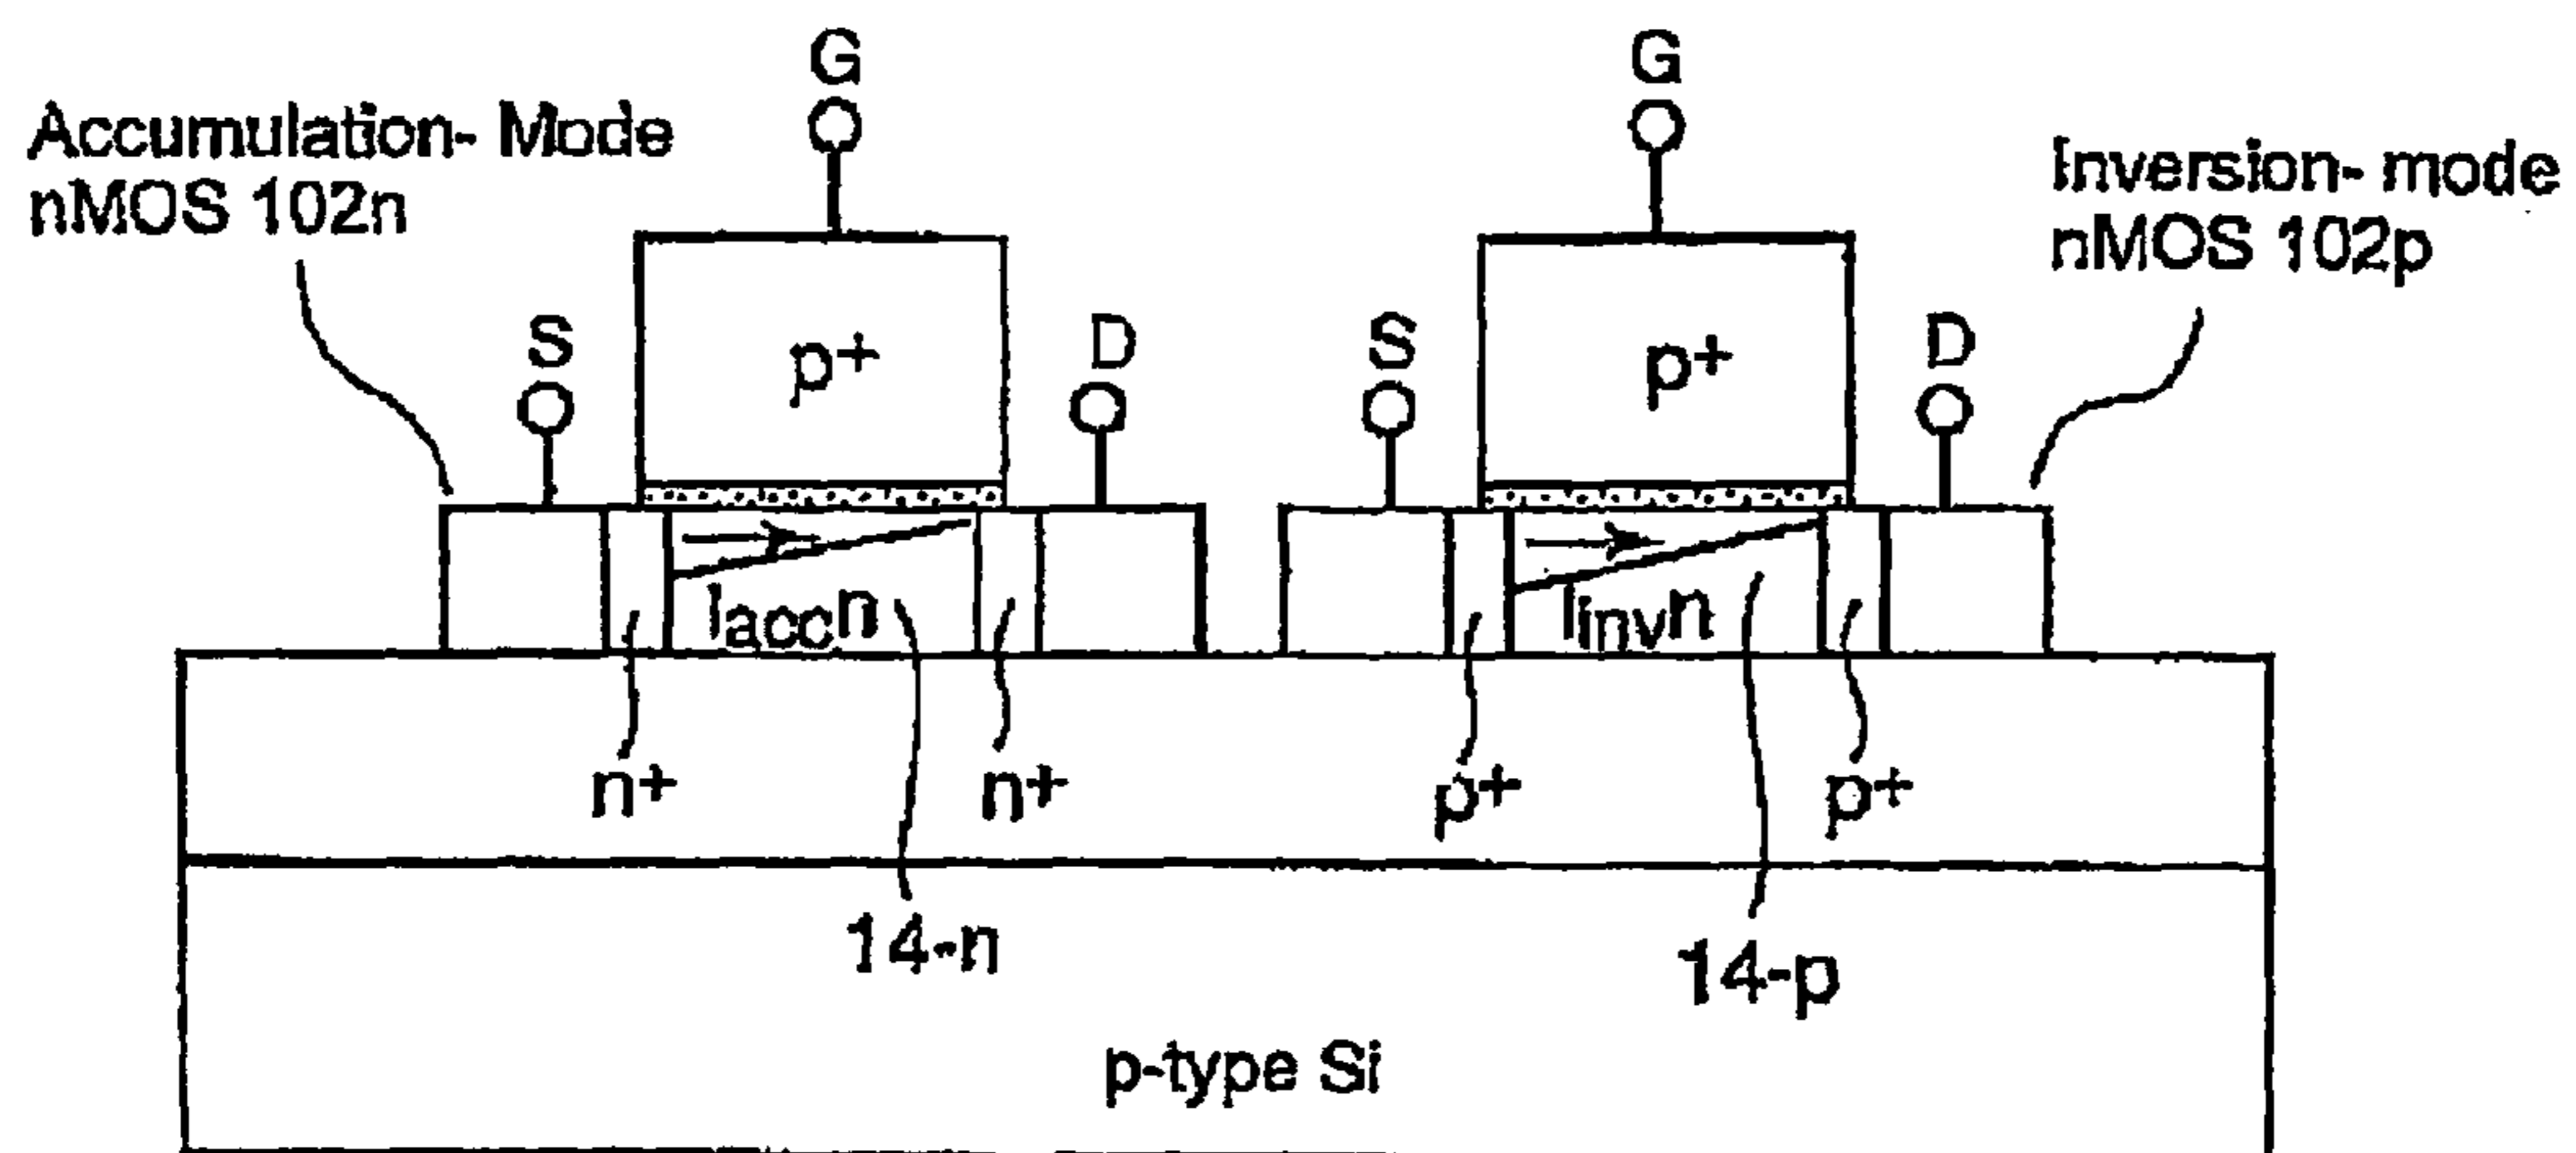 G
G
Accumulation- Mode
nMOS 102n
Inversion- mode
nMOS 102p
S
p+
D
S
p+
D
Iaccn
Iinvn
n+
n+
p+
p+
14-n
14-p
p-type Si